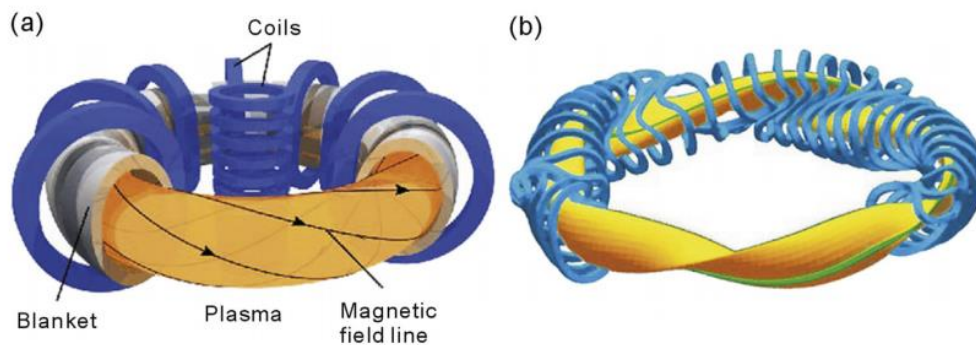 (a)
Coils
(b)
Blanket
Plasma
Magnetic
field line